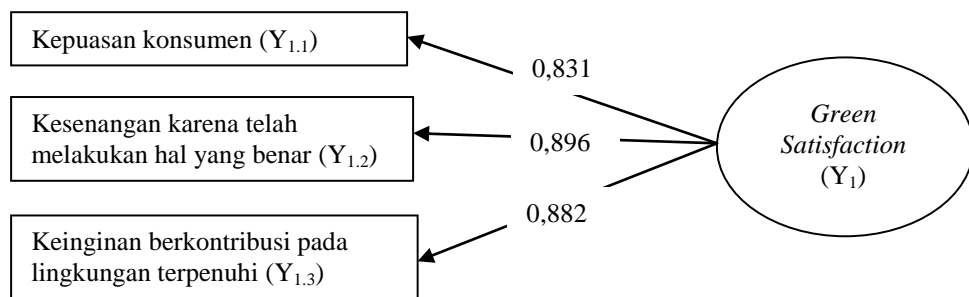 Kepuasan konsumen (Y1.1)
0,831
Kesenangan karena telah
melakukan hal yang benar (Y1.2)
0,896
Keinginan berkontribusi pada
lingkungan terpenuhi (Y1.3)
0,882
Green
Satisfaction
(Y1)